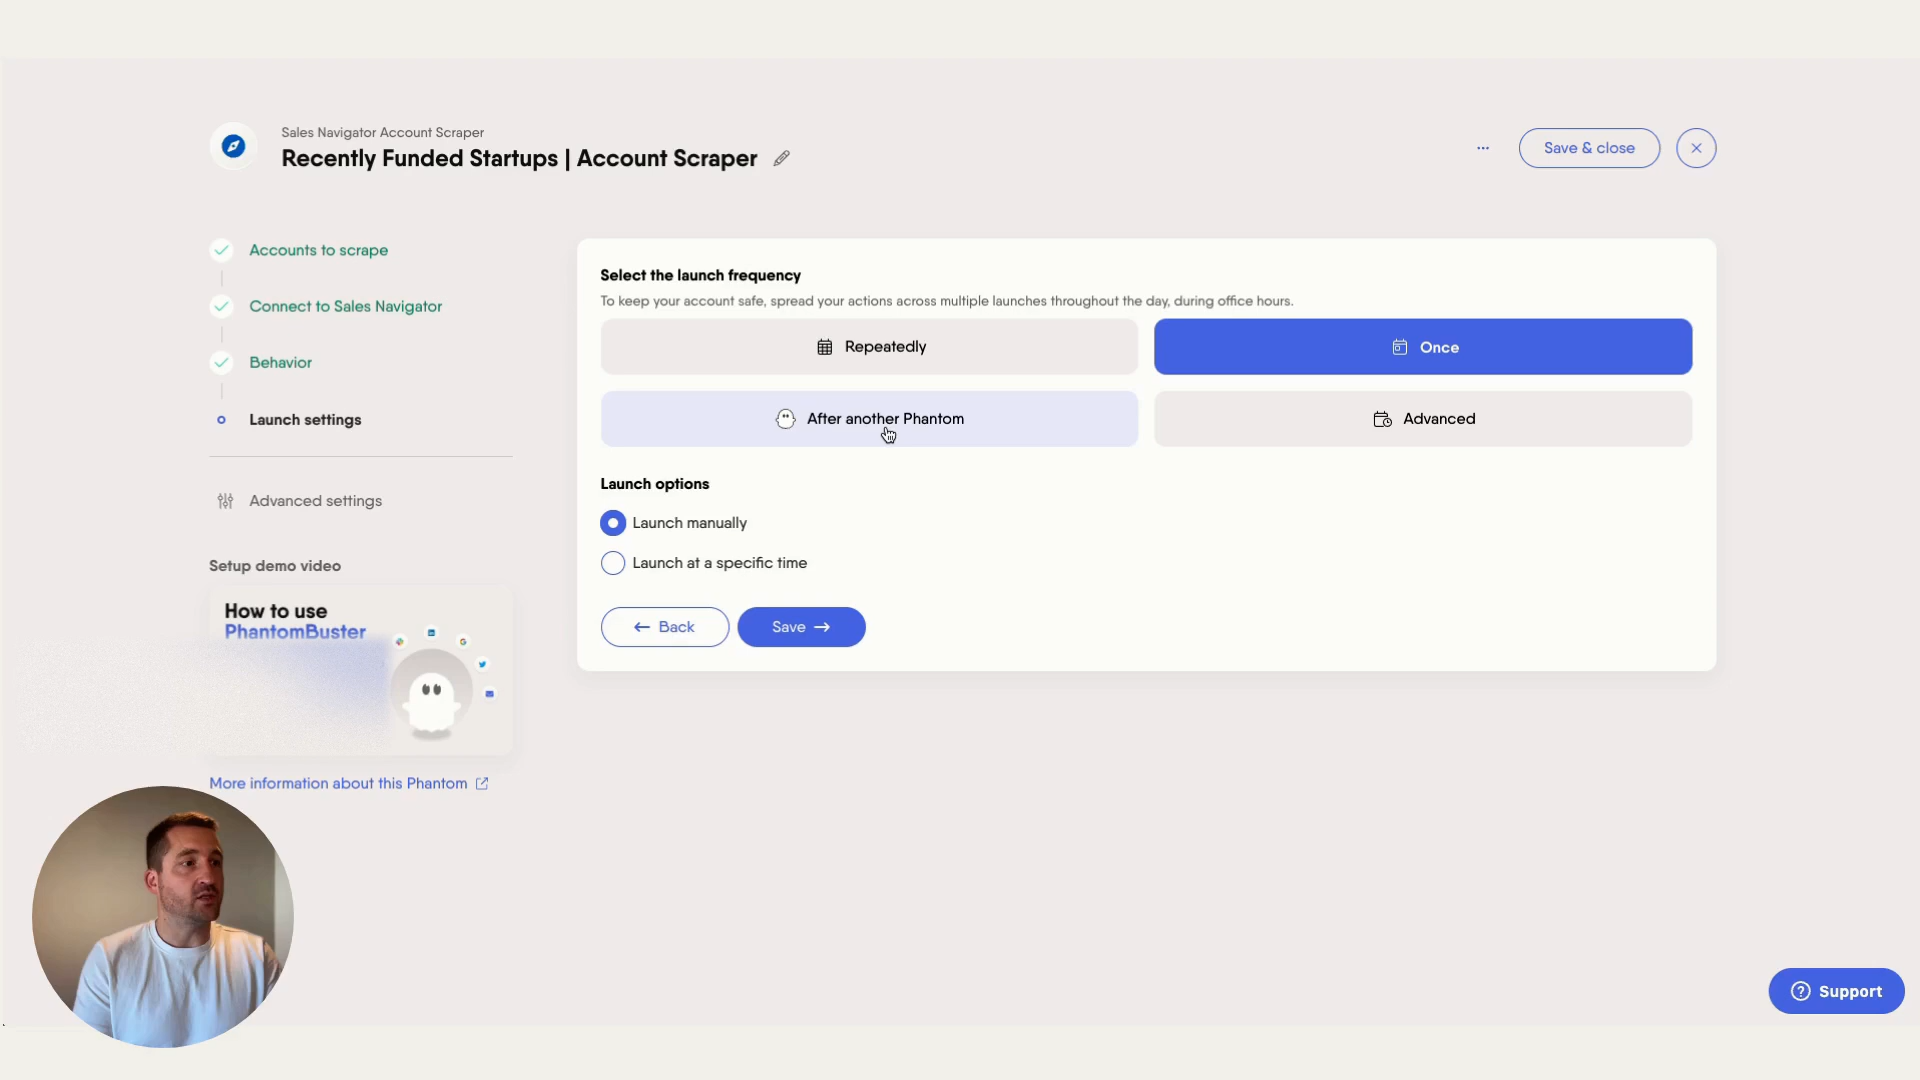 Sales Navigator Account Scraper
Recently Funded Startups | Account Scraper
...
Save & close
Accounts to scrape
Connect to Sales Navigator
Behavior
Launch settings
Advanced settings
Setup demo video
How to use
PhantomBuster
More information about this Phantom
Select the launch frequency
To keep your account safe, spread your actions across multiple launches throughout the day, during office hours.
Repeatedly
Once
After another Phantom
Advanced
Launch options
Launch manually
Launch at a specific time
← Back
Save →
Support